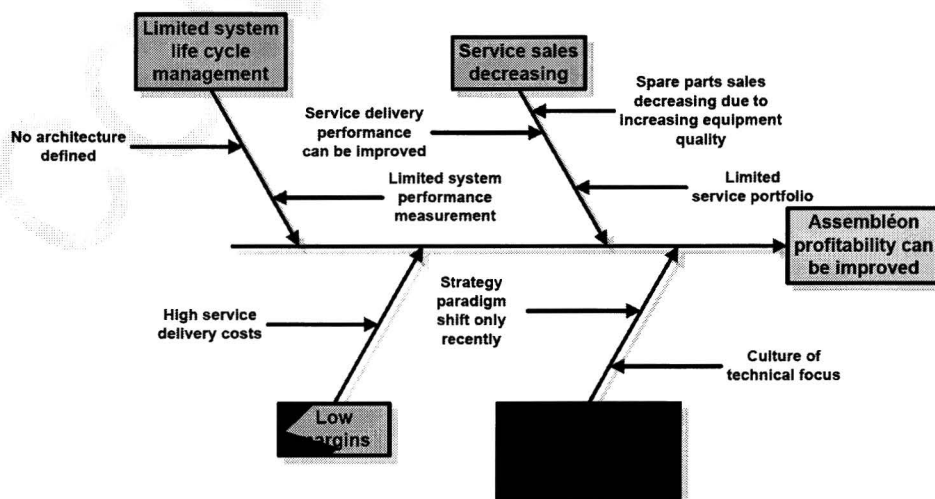 Limited system
life cycle
management
Service sales
decreasing
Spare parts sales
decreasing due to
increasing equipment
quality
Service delivery
performance
can be improved
No architecture
defined
Limited system
performance
measurement
Limited
service portfolio
Assembléon
profitability can
be improved
Strategy
paradigm
shift only
recently
High service
delivery costs
Culture of
technical focus
Low
margins